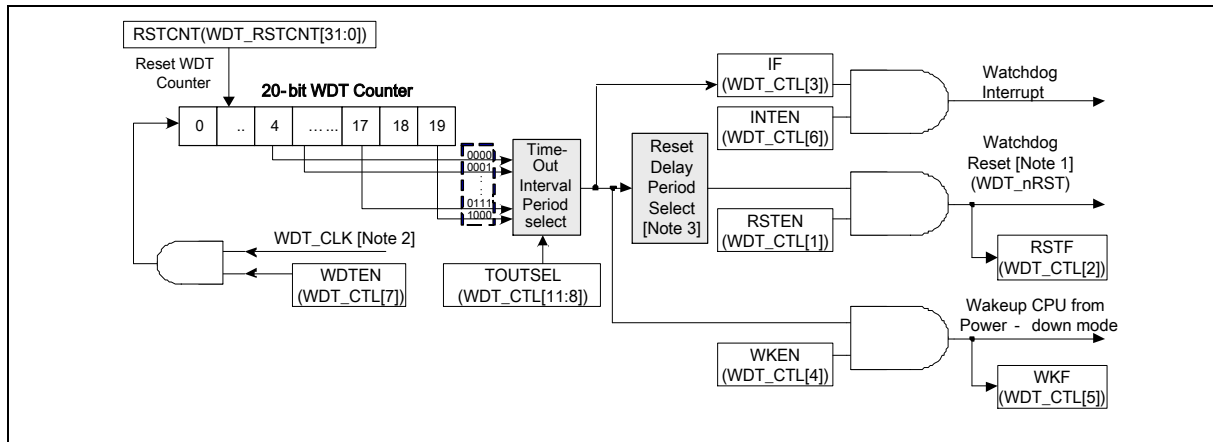 RSTCNT(WDT_RSTCNT[31:0])
Reset WDT
Counter
20-bit WDT Counter
0
..
4
… ...
17
18
19
0000
0001
:
:
0111
1000
Time-
Out
Interval
Period
select
WDT_CLK [Note 2]
WDTEN
(WDT_CTL[7])
TOUTSEL
(WDT_CTL[11:8])
Reset
Delay
Period
Select
[Note 3]
IF
(WDT_CTL[3])
INTEN
(WDT_CTL[6])
Watchdog
Interrupt
RSTEN
(WDT_CTL[1])
Watchdog
Reset [Note 1]
(WDT_nRST)
RSTF
(WDT_CTL[2])
WKEN
(WDT_CTL[4])
Wakeup CPU from
Power - down mode
WKF
(WDT_CTL[5])